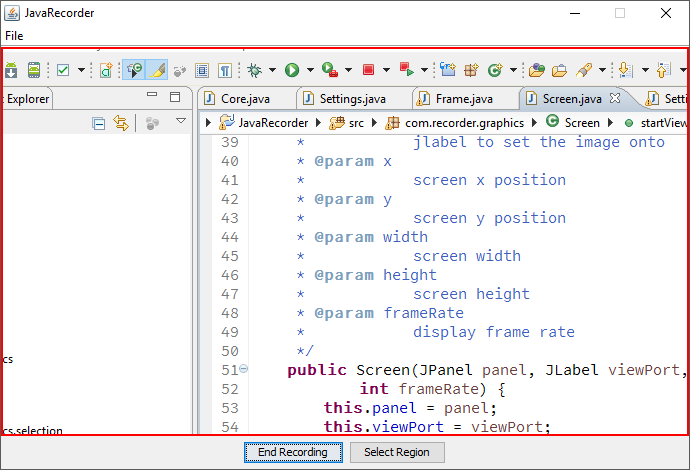 JavaRecorder
File
t Explorer
Core.java
Settings.java
Frame.java
Screen.java
Setti
JavaRecorder
src
com.recorder.graphics
Screen
startView
39 * jlabel to set the image onto
40 * @param x
41 * screen x position
42 * @param y
43 * screen y position
44 * @param width
45 * screen width
46 * @param height
47 * screen height
48 * @param frameRate
49 * display frame rate
50 */
51 public Screen(JPanel panel, JLabel viewPort,
52 int frameRate) {
53 this.panel = panel;
54 this.viewPort = viewPort;
cs
cs.selection
End Recording
Select Region